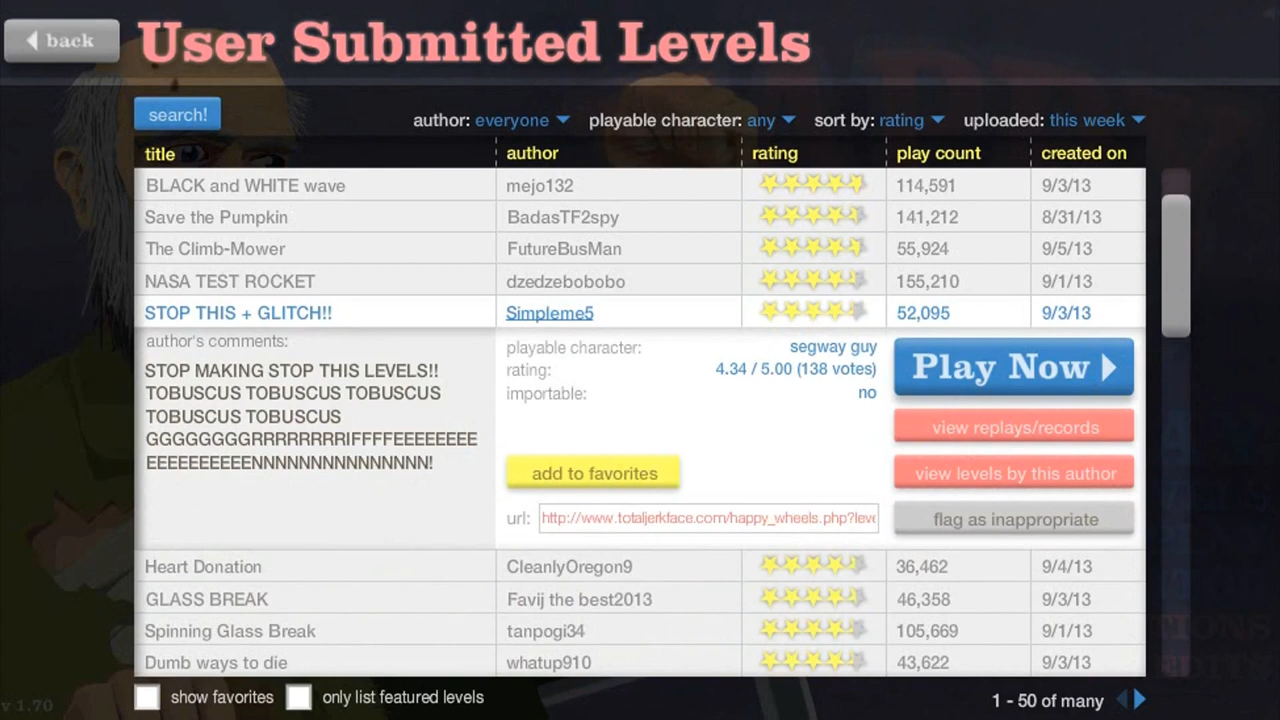 back
User Submitted Levels
search!
author: everyone playable character: any sort by: rating uploaded: this week
title author rating play count created on
BLACK and WHITE wave mejo132 114,591 9/3/13
Save the Pumpkin BadasTF2spy 141,212 8/31/13
The Climb-Mower FutureBusMan 55,924 9/5/13
NASA TEST ROCKET dzedzebobobo 155,210 9/1/13
STOP THIS + GLITCH!! Simpleme5 52,095 9/3/13
author's comments:
STOP MAKING STOP THIS LEVELS!!
TOBUSCUS TOBUSCUS TOBUSCUS
TOBUSCUS TOBUSCUS
GGGGGGGGRRRRRRRRIFFFFEEEEEEEE
EEEEEEEEEENNNNNNNNNNNNNNN!
playable character: segway guy
rating: 4.34 / 5.00 (138 votes)
importable: no
add to favorites
url: http://www.totaljerkface.com/happy_wheels.php?leve
Play Now
view replays/records
view levels by this author
flag as inappropriate
Heart Donation CleanlyOregon9 36,462 9/4/13
GLASS BREAK Favij the best2013 46,358 9/3/13
Spinning Glass Break tanpogi34 105,669 9/1/13
Dumb ways to die whatup910 43,622 9/3/13
show favorites only list featured levels 1 - 50 of many
v 1.70